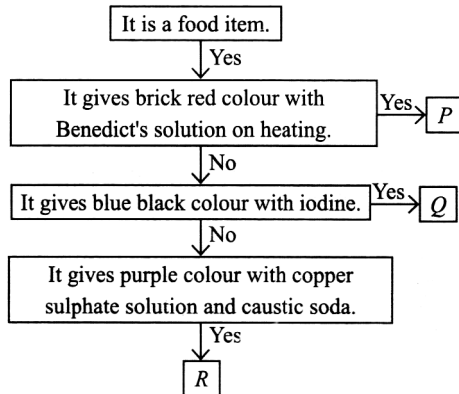 It is a food item.
Yes
It gives brick red colour with
Benedict's solution on heating.
Yes
P
No
It gives blue black colour with iodine.
Yes
Q
No
It gives purple colour with copper
sulphate solution and caustic soda.
Yes
R